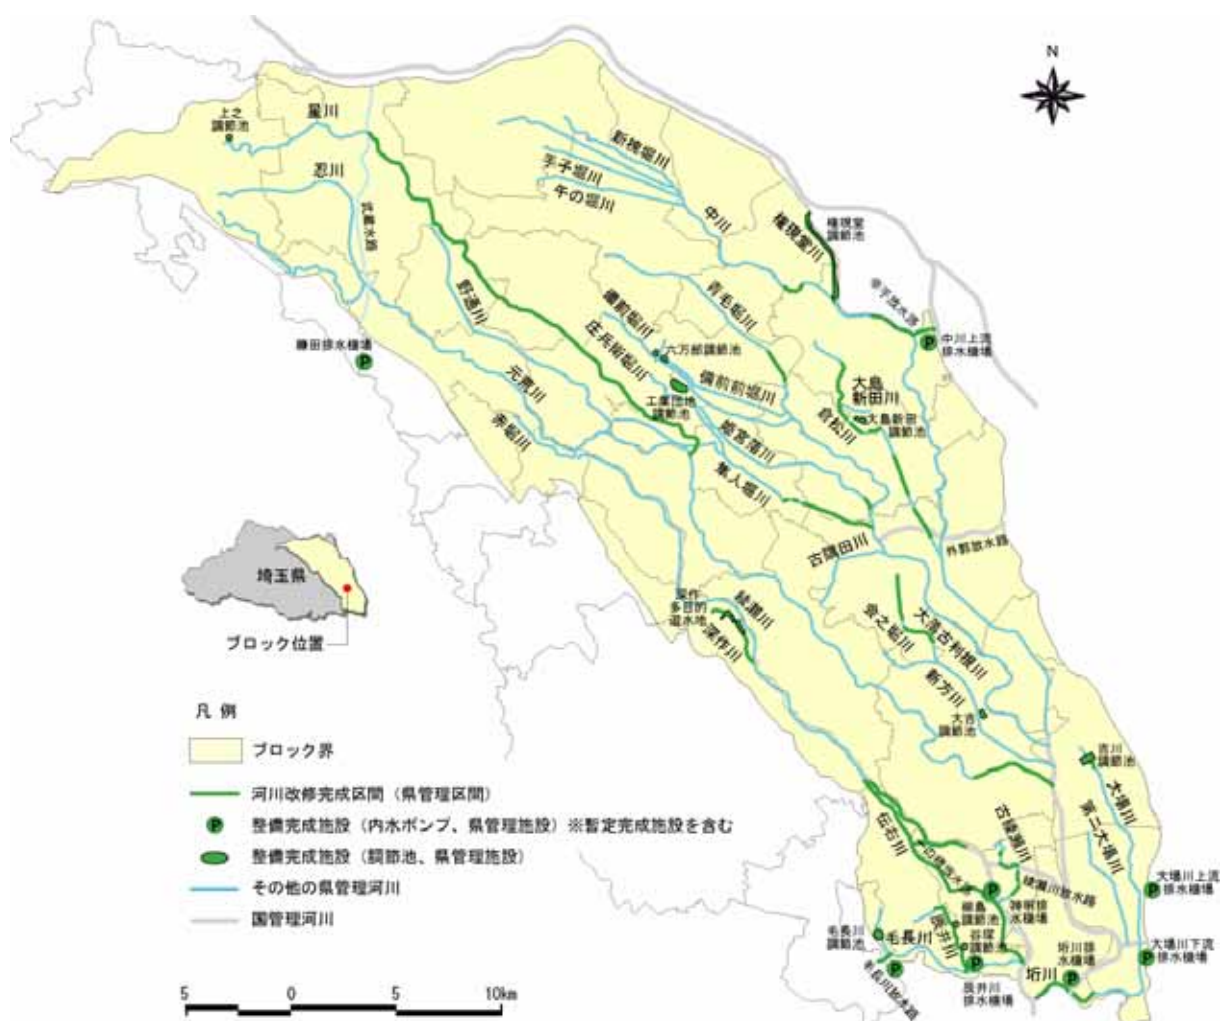 N
上之
調節池
星川
忍川
武蔵水路
新槐堀川
手子堀川
午の堀川
中川
権現堂川
権現堂
調節池
幸手放水路
中川上流
排水機場
青毛堀川
備前堀川
庄兵衛堀川
六万部調節池
野通川
備前前堀川
大島
新田川
大島新田
調節池
工業団地
調節池
倉松川
姫宮落川
隼人堀川
元荒川
赤堀川
鎌田排水機場
古隅田川
外郭放水路
深作
多目的
遊水地
綾瀬川
深作川
会之堀川
大落古利根川
新方川
大吉
調節池
吉川
調節池
大場川
第二大場川
伝右川
古綾瀬川
綾瀬川放水路
神明排
水機場
調節池
谷塚
調節池
辰井川
毛長川
調節池
毛長川
毛長川放水路
辰井川
排水機場
垳川
垳川排
水機場
大場川上流
排水機場
大場川下流
排水機場
埼玉県
ブロック位置
凡 例
ブロック界
河川改修完成区間（県管理区間）
整備完成施設（内水ポンプ、県管理施設）※暫定完成施設を含む
整備完成施設（調節池、県管理施設）
その他の県管理河川
国管理河川
5 0 5 10km